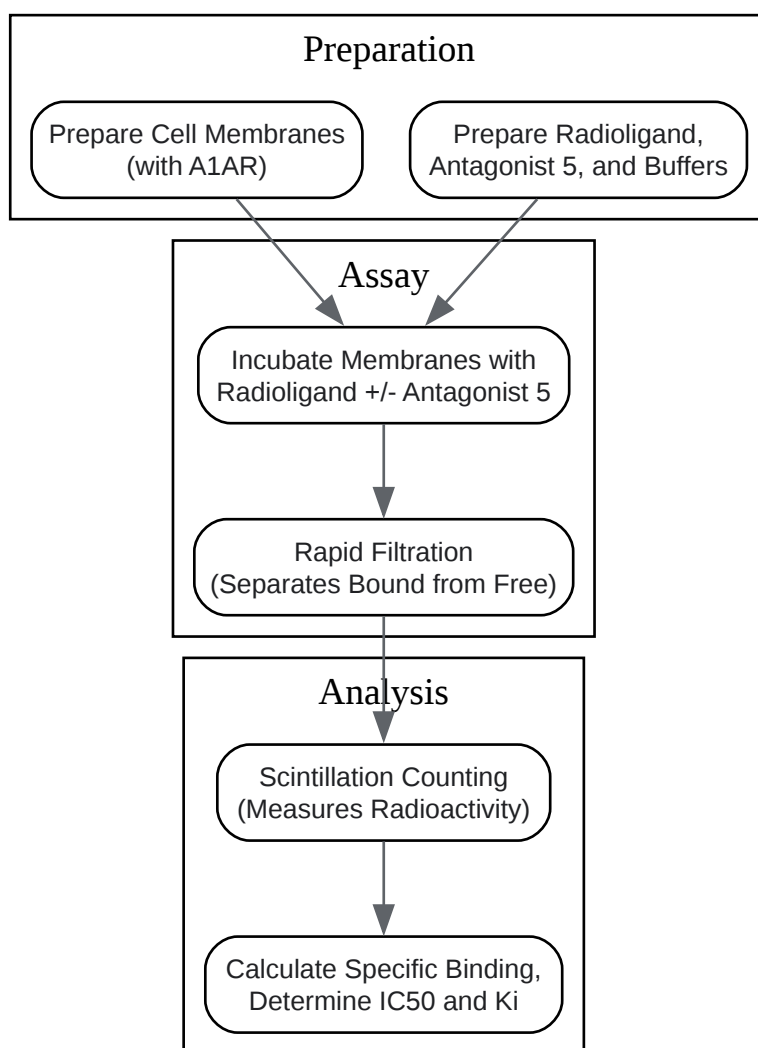 Preparation
Prepare Cell Membranes
(with A1AR)
Prepare Radioligand,
Antagonist 5, and Buffers
Assay
Incubate Membranes with
Radioligand +/- Antagonist 5
Rapid Filtration
(Separates Bound from Free)
Analysis
Scintillation Counting
(Measures Radioactivity)
Calculate Specific Binding,
Determine IC50 and Ki